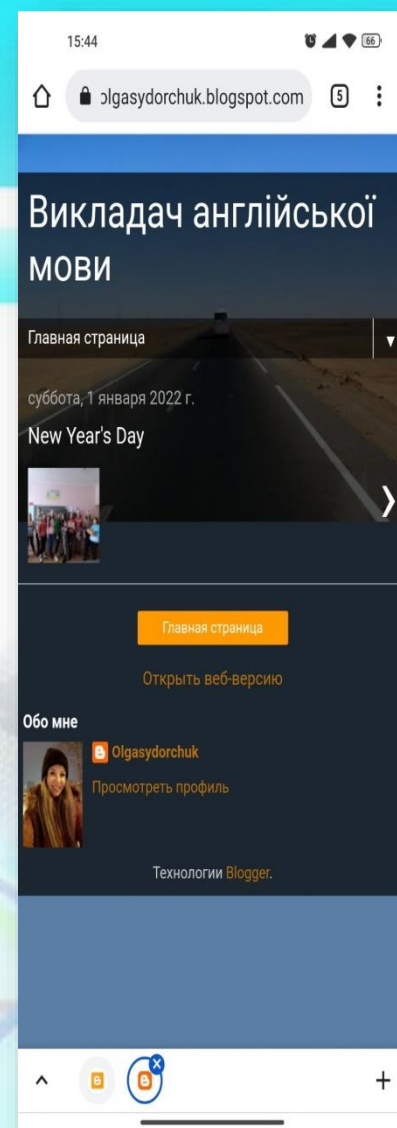 15:44
66
olgasydorchuk.blogspot.com
5
Викладач англійської
мови
Главная страница
суббота, 1 января 2022 г.
New Year's Day
Главная страница
Открыть веб-версию
Обо мне
Olgasydorchuk
Просмотреть профиль
Технологии Blogger.